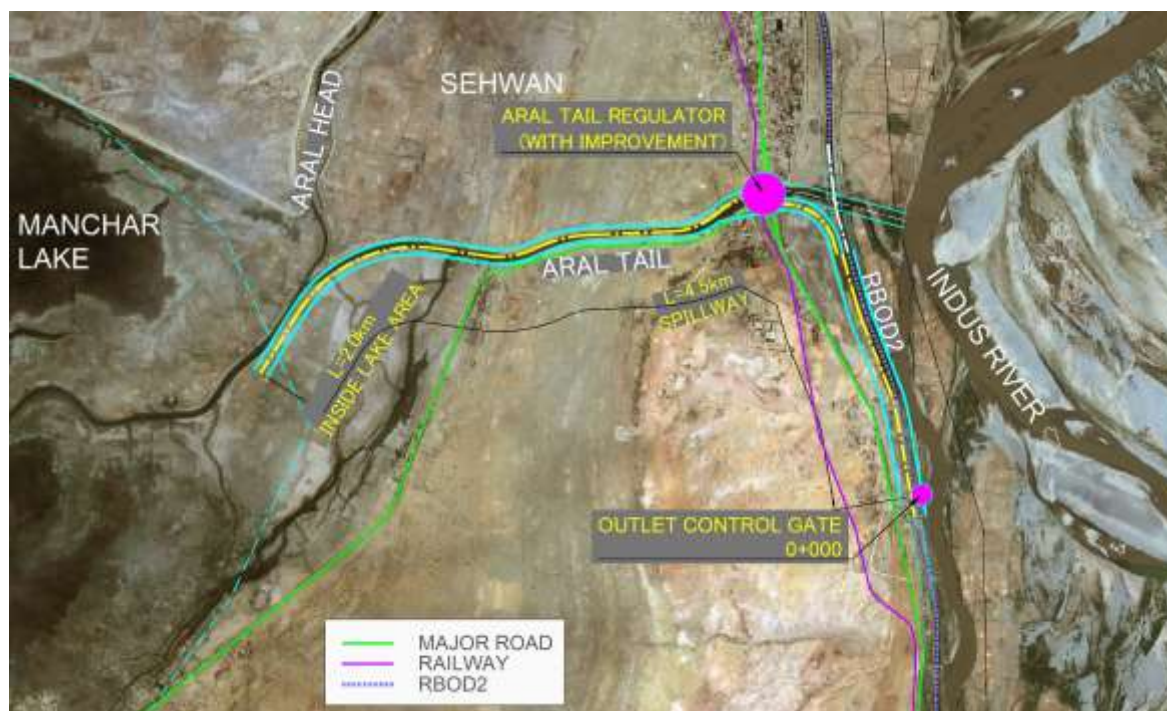 SEHWAN
ARAL HEAD
ARAL TAIL REGULATOR
(WITH IMPROVEMENT)
MANCHAR
LAKE
ARAL TAIL
L=2.0km
INSIDE LAKE AREA
L=4.5km
SPILLWAY
RBOD2
INDUS RIVER
OUTLET CONTROL GATE
0+000
MAJOR ROAD
RAILWAY
RBOD2